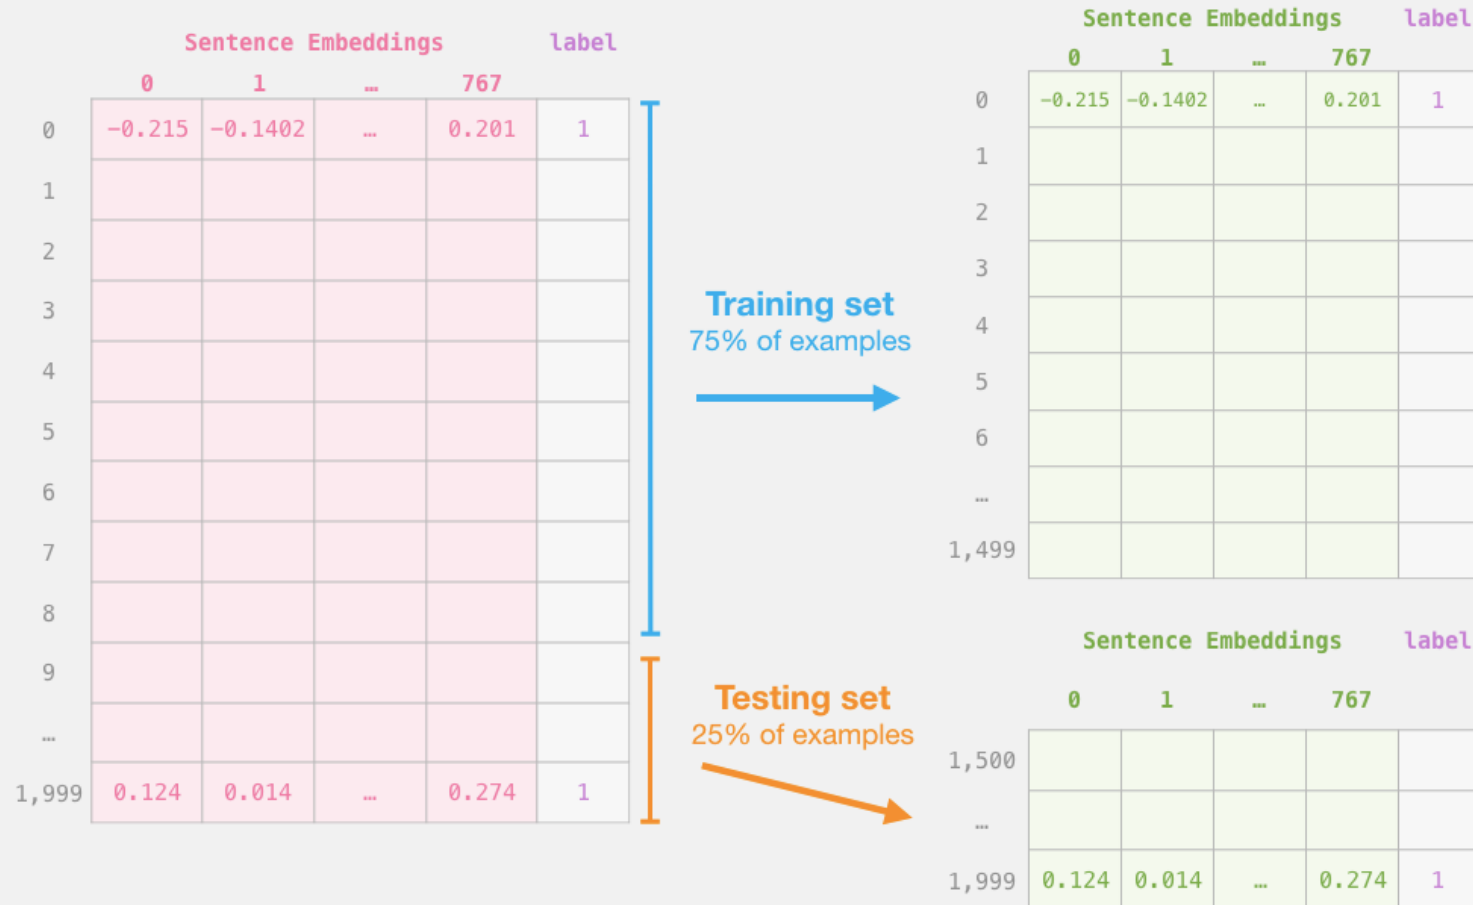 Sentence Embeddings label
0 1 … 767
0 -0.215 -0.1402 … 0.201 1
1
2
3
4
5
6
7
8
9
…
1,999 0.124 0.014 … 0.274 1
Training set
75% of examples
Testing set
25% of examples
Sentence Embeddings label
0 1 … 767
0 -0.215 -0.1402 … 0.201 1
1
2
3
4
5
6
…
1,499
Sentence Embeddings label
0 1 … 767
1,500
…
1,999 0.124 0.014 … 0.274 1